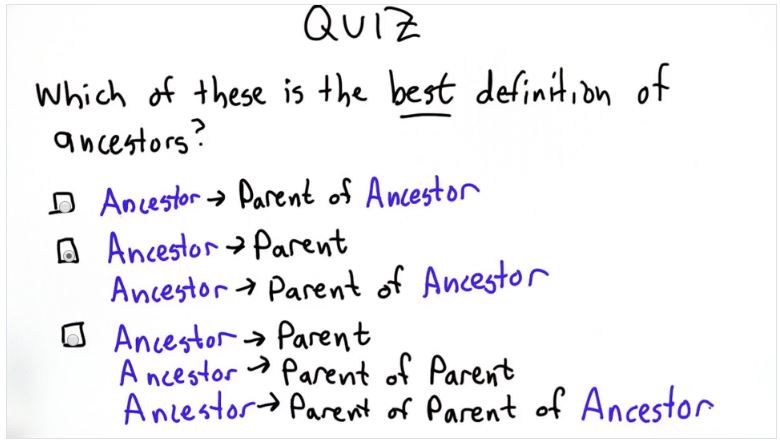 QUIZ
Which of these is the best definition of
ancestors?
Ancestor → Parent of Ancestor
Ancestor → Parent
Ancestor → Parent of Ancestor
Ancestor → Parent
Ancestor → Parent of Parent
Ancestor → Parent of Parent of Ancestor